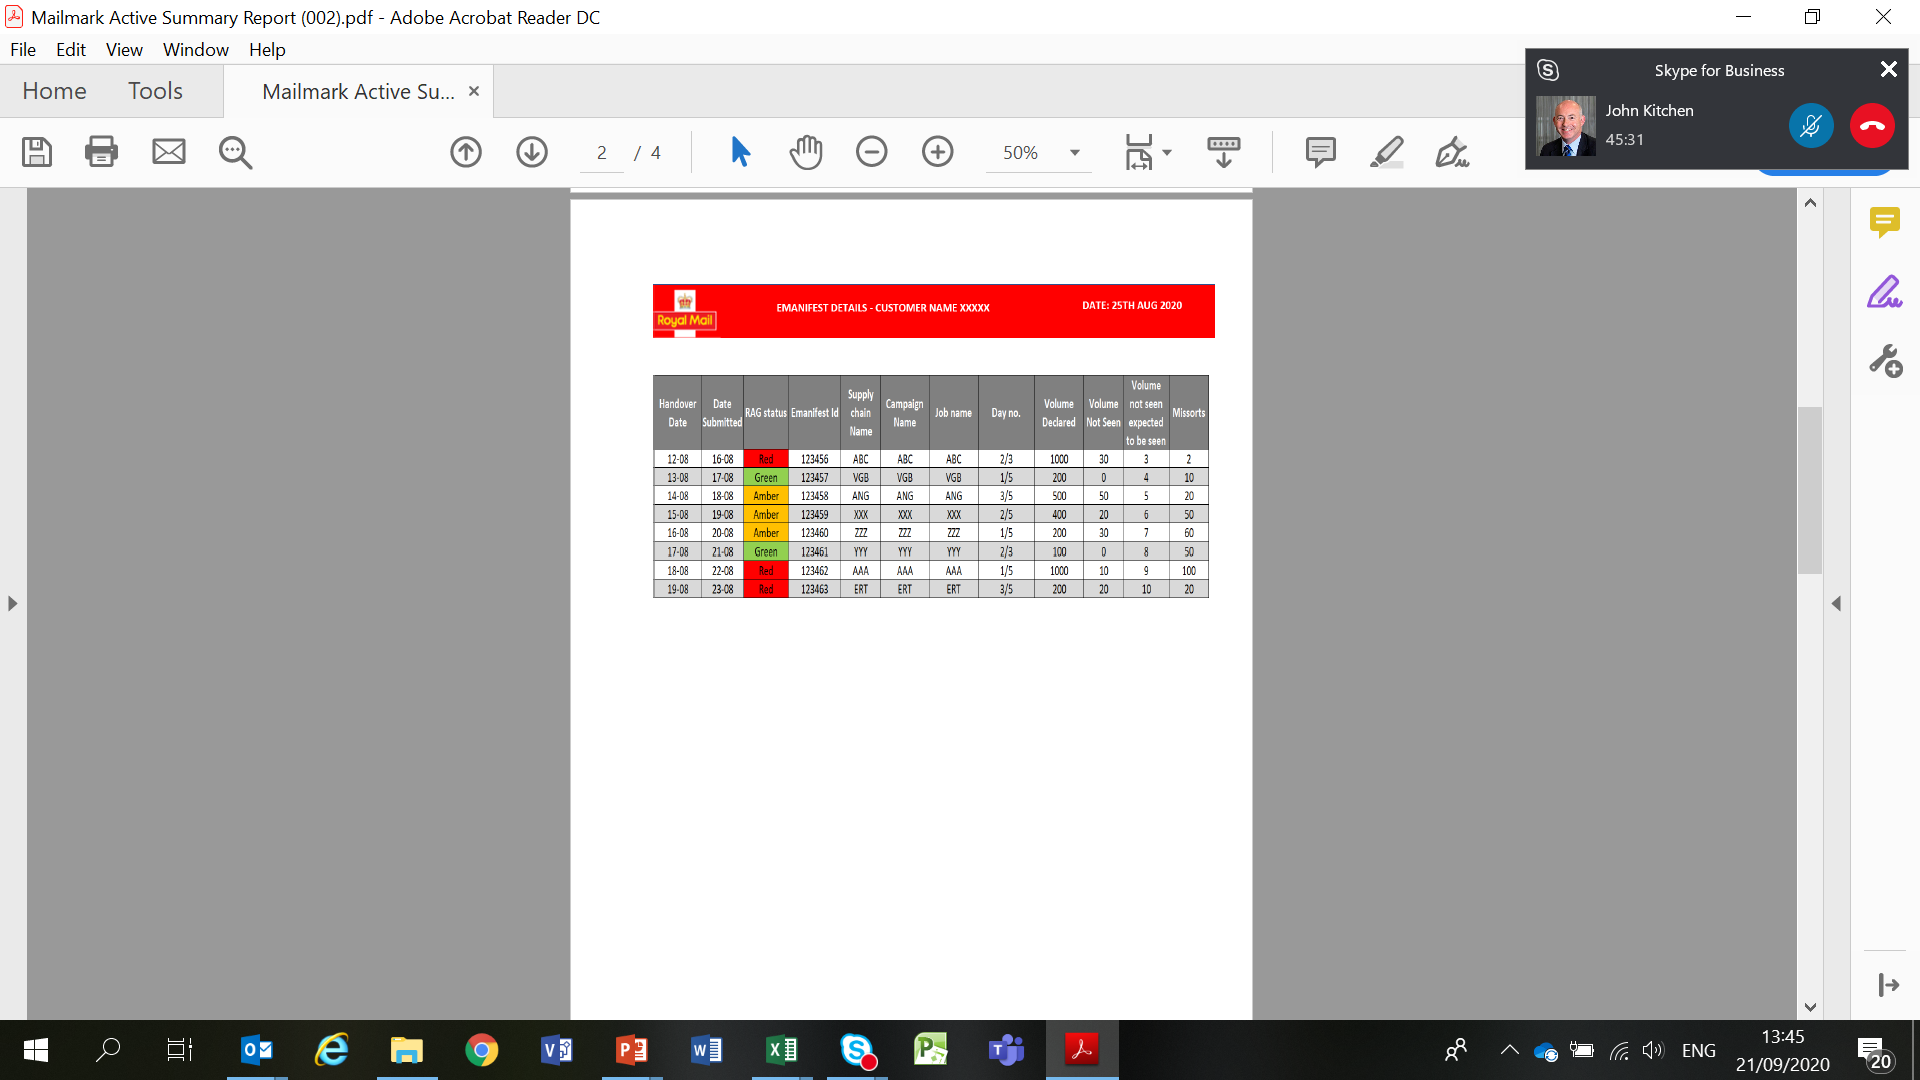 Mailmark Active Summary Report (002).pdf - Adobe Acrobat Reader DC
File Edit View Window Help
Home Tools Mailmark Active Su...
Skype for Business
John Kitchen
45:31
2 / 4
50%
Royal Mail
EMANIFEST DETAILS - CUSTOMER NAME XXXXX
DATE: 25TH AUG 2020
Handover Date Date Submitted RAG status Emanifest Id Supply chain Name Campaign Name Job name Day no. Volume Declared Volume Not Seen Volume not seen expected to be seen Missorts
12-08 16-08 Red 123456 ABC ABC ABC 2/3 1000 30 3 2
13-08 17-08 Green 123457 VGB VGB VGB 1/5 200 0 4 10
14-08 18-08 Amber 123458 ANG ANG ANG 3/5 500 50 5 20
15-08 19-08 Amber 123459 XXX XXX XXX 2/5 400 20 6 50
16-08 20-08 Amber 123460 ZZZ ZZZ ZZZ 1/5 200 30 7 60
17-08 21-08 Green 123461 YYY YYY YYY 2/3 100 0 8 50
18-08 22-08 Red 123462 AAA AAA AAA 1/5 1000 10 9 100
19-08 23-08 Red 123463 ERT ERT ERT 3/5 200 20 10 20
ENG
13:45
21/09/2020
20